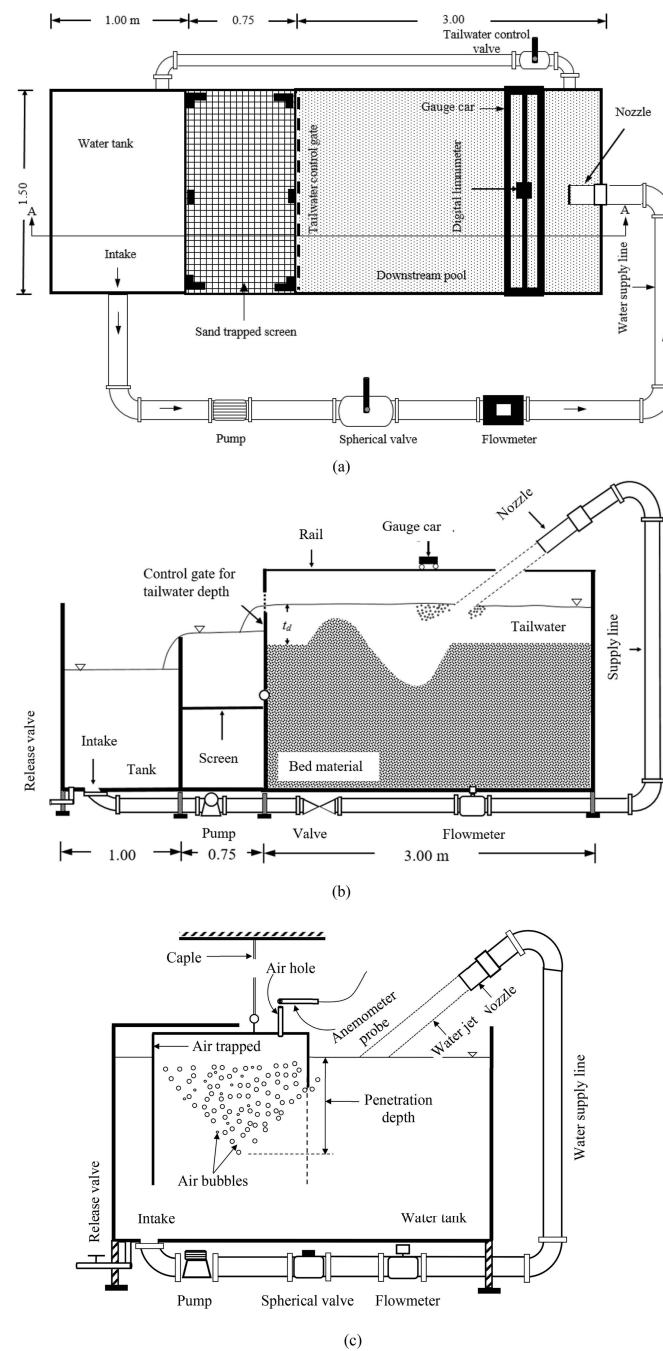 1.00 m
0.75
3.00
Tailwater control
valve
Gauge car
Nozzle
Water tank
Tailwater control gate
Digital limnimeter
1.50
A
A
Intake
Downstream pool
Water supply line
Sand trapped screen
Pump
Spherical valve
Flowmeter
(a)
Nozzle
Gauge car
Rail
Control gate for
tailwater depth
td
Tailwater
Supply line
Release valve
Intake
Tank
Screen
Bed material
Pump
Valve
Flowmeter
1.00
0.75
3.00 m
(b)
Caple
Air hole
Anemometer
probe
Nozzle
Water jet
Air trapped
Penetration
depth
Water supply line
Air bubbles
Release valve
Intake
Water tank
Pump
Spherical valve
Flowmeter
(c)